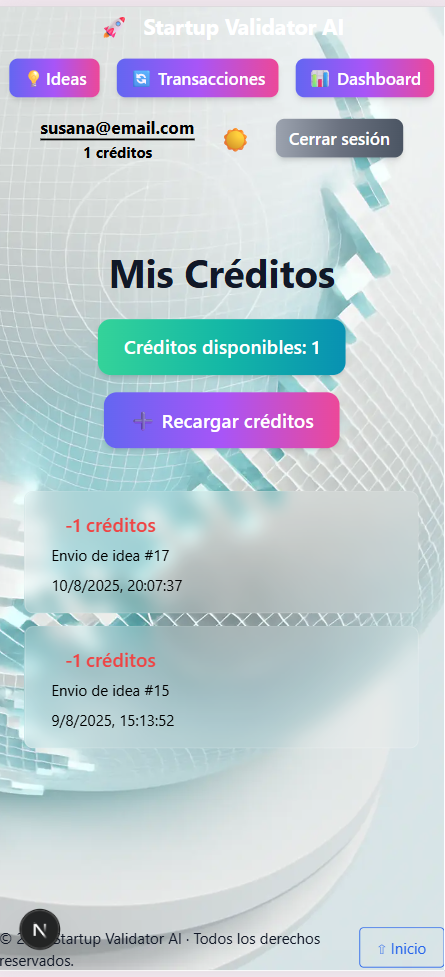 🚀 Startup Validator AI
💡 Ideas 🔄 Transacciones 📊 Dashboard
susana@email.com
1 créditos
Cerrar sesión
Mis Créditos
Créditos disponibles: 1
➕ Recargar créditos
-1 créditos
Envio de idea #17
10/8/2025, 20:07:37
-1 créditos
Envio de idea #15
9/8/2025, 15:13:52
N
© Startup Validator AI · Todos los derechos
reservados.
⇧ Inicio